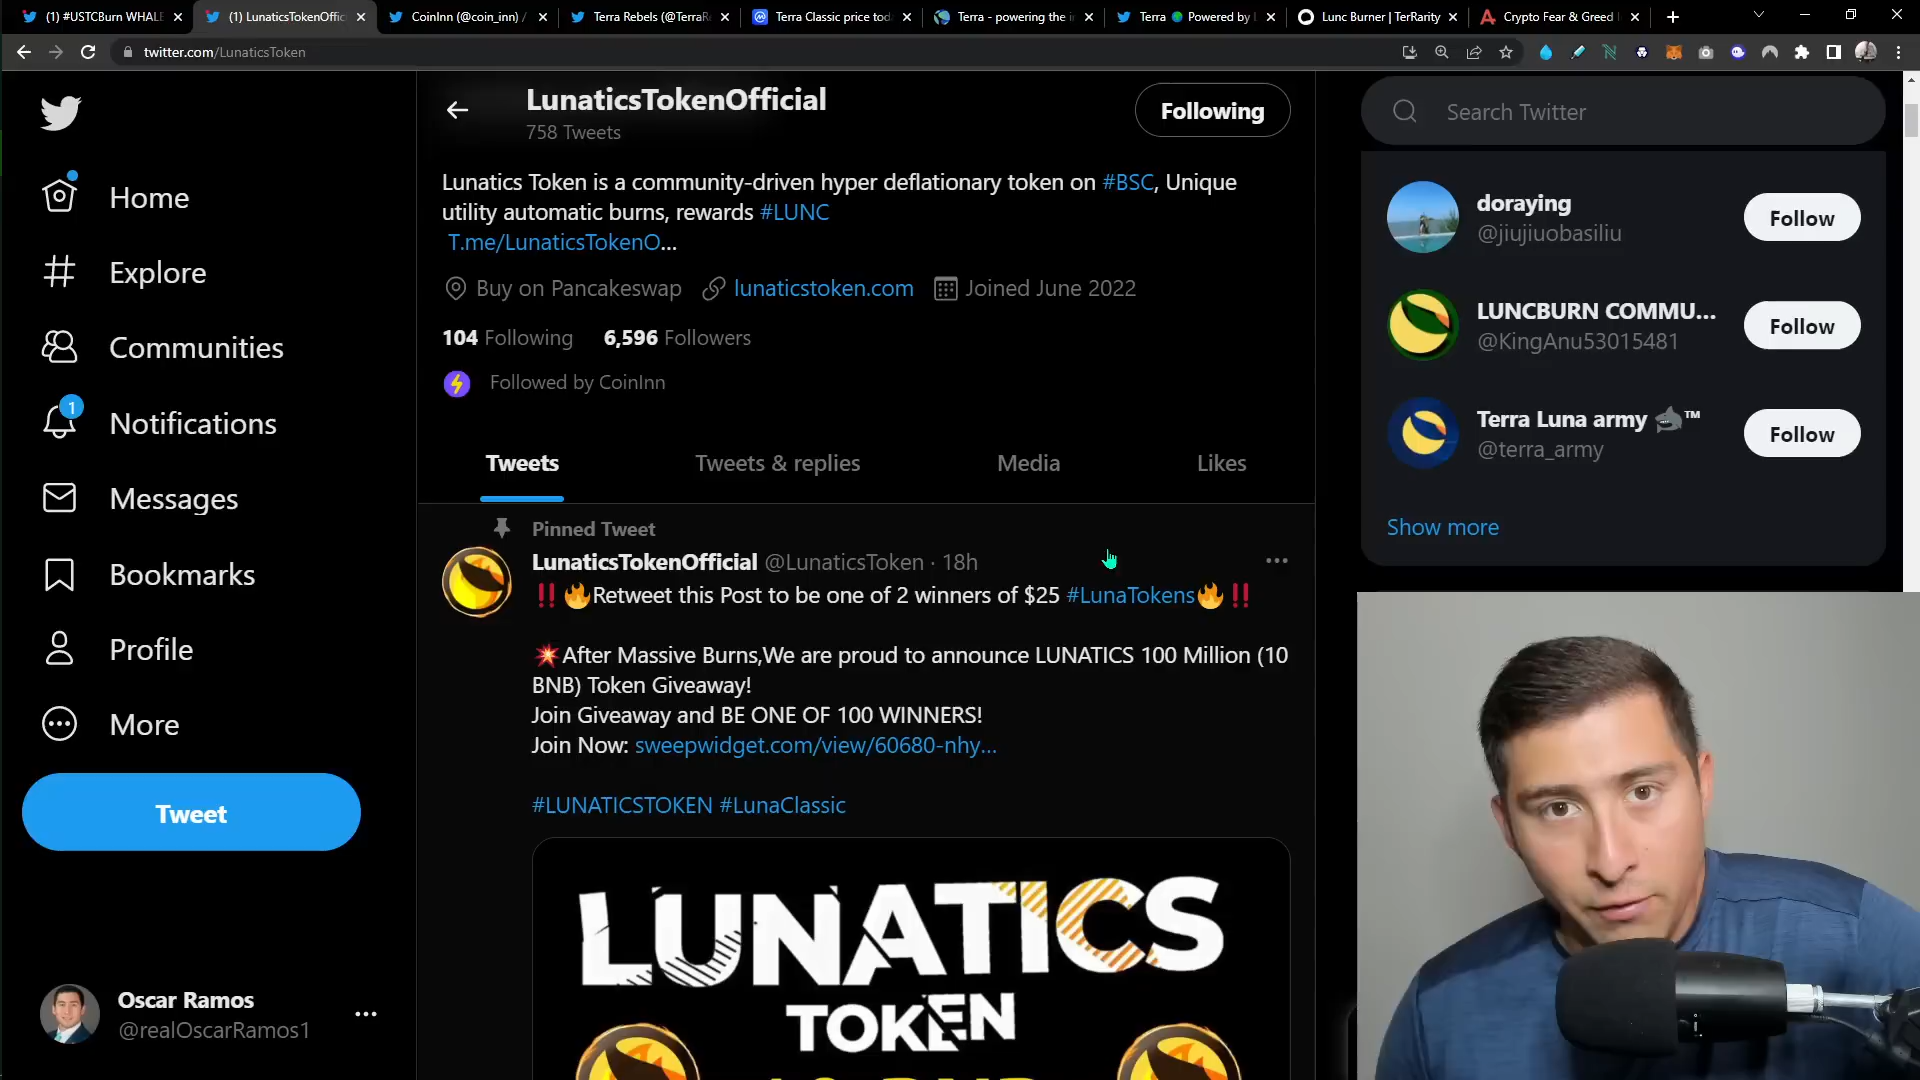 (1) #USTCBurn WHALE
(1) LunaticsTokenOffic
CoinInn (@coin_inn) /
Terra Rebels (@TerraR
Terra Classic price tod
Terra - powering the i
Terra 🌍 Powered by L
Lunc Burner | TerRarity
Crypto Fear & Greed I
twitter.com/LunaticsToken
LunaticsTokenOfficial
758 Tweets
Following
Search Twitter
Home
Explore
Communities
1
Notifications
Messages
Bookmarks
Profile
More
Tweet
Oscar Ramos
@realOscarRamos1
Lunatics Token is a community-driven hyper deflationary token on #BSC, Unique
utility automatic burns, rewards #LUNC
T.me/LunaticsTokenO...
Buy on Pancakeswap lunaticstoken.com Joined June 2022
104 Following 6,596 Followers
Followed by CoinInn
Tweets Tweets & replies Media Likes
Pinned Tweet
LunaticsTokenOfficial @LunaticsToken · 18h
‼️🔥Retweet this Post to be one of 2 winners of $25 #LunaTokens🔥‼️
💥After Massive Burns,We are proud to announce LUNATICS 100 Million (10
BNB) Token Giveaway!
Join Giveaway and BE ONE OF 100 WINNERS!
Join Now: sweepwidget.com/view/60680-nhy...
#LUNATICSTOKEN #LunaClassic
LUNATICS
TOKEN
doraying
@jiujiuobasiliu
Follow
LUNCBURN COMMU...
@KingAnu53015481
Follow
Terra Luna army 🦈™
@terra_army
Follow
Show more